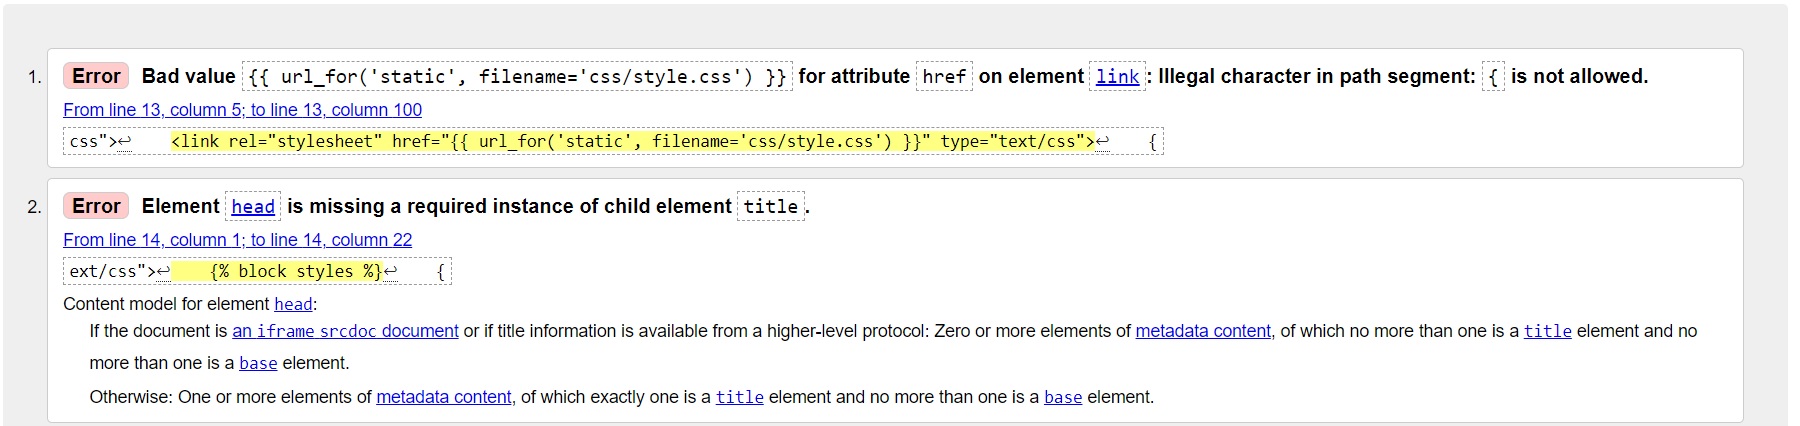 1. Error Bad value {{ url_for('static', filename='css/style.css') }} for attribute href on element link: Illegal character in path segment: { is not allowed.
From line 13, column 5; to line 13, column 100
css">↩    <link rel="stylesheet" href="{{ url_for('static', filename='css/style.css') }}" type="text/css">↩    {
2. Error Element head is missing a required instance of child element title.
From line 14, column 1; to line 14, column 22
ext/css">↩    {% block styles %}↩    {
Content model for element head:
If the document is an iframe srcdoc document or if title information is available from a higher-level protocol: Zero or more elements of metadata content, of which no more than one is a title element and no
more than one is a base element.
Otherwise: One or more elements of metadata content, of which exactly one is a title element and no more than one is a base element.